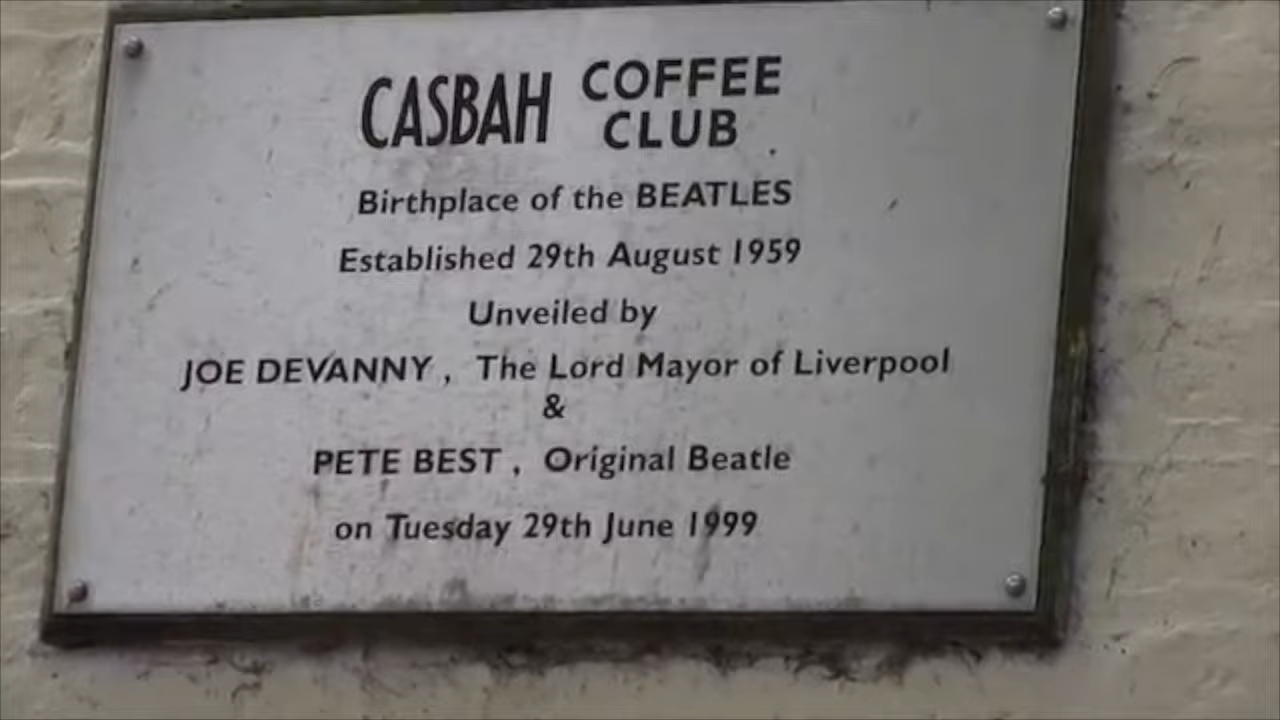 CASBAH COFFEE CLUB
Birthplace of the BEATLES
Established 29th August 1959
Unveiled by
JOE DEVANNY , The Lord Mayor of Liverpool
&
PETE BEST , Original Beatle
on Tuesday 29th June 1999